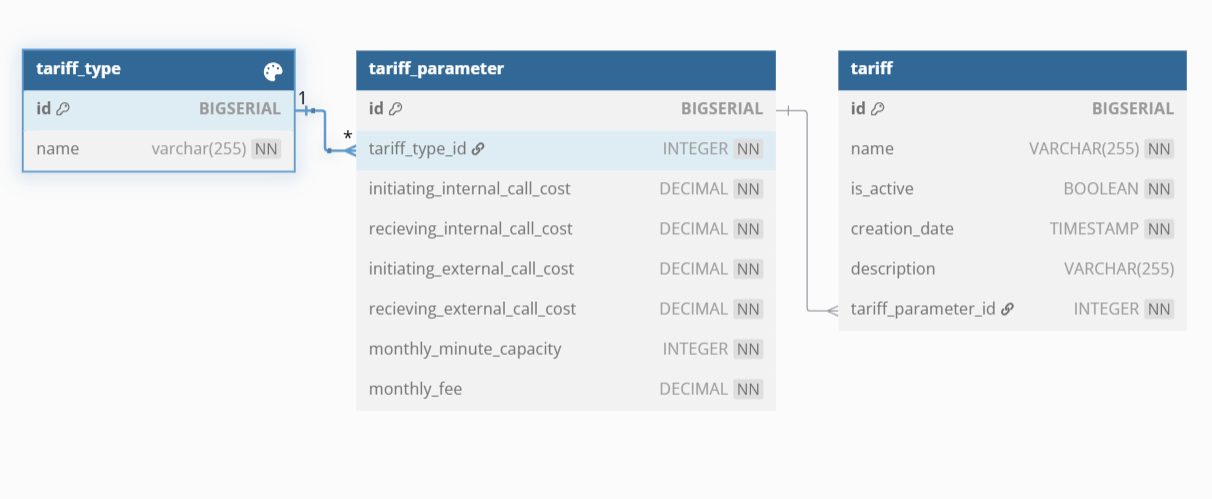 tariff_type
id BIGSERIAL
name varchar(255) NN
1
*
tariff_parameter
id BIGSERIAL
tariff_type_id INTEGER NN
initiating_internal_call_cost DECIMAL NN
recieving_internal_call_cost DECIMAL NN
initiating_external_call_cost DECIMAL NN
recieving_external_call_cost DECIMAL NN
monthly_minute_capacity INTEGER NN
monthly_fee DECIMAL NN
tariff
id BIGSERIAL
name VARCHAR(255) NN
is_active BOOLEAN NN
creation_date TIMESTAMP NN
description VARCHAR(255)
tariff_parameter_id INTEGER NN